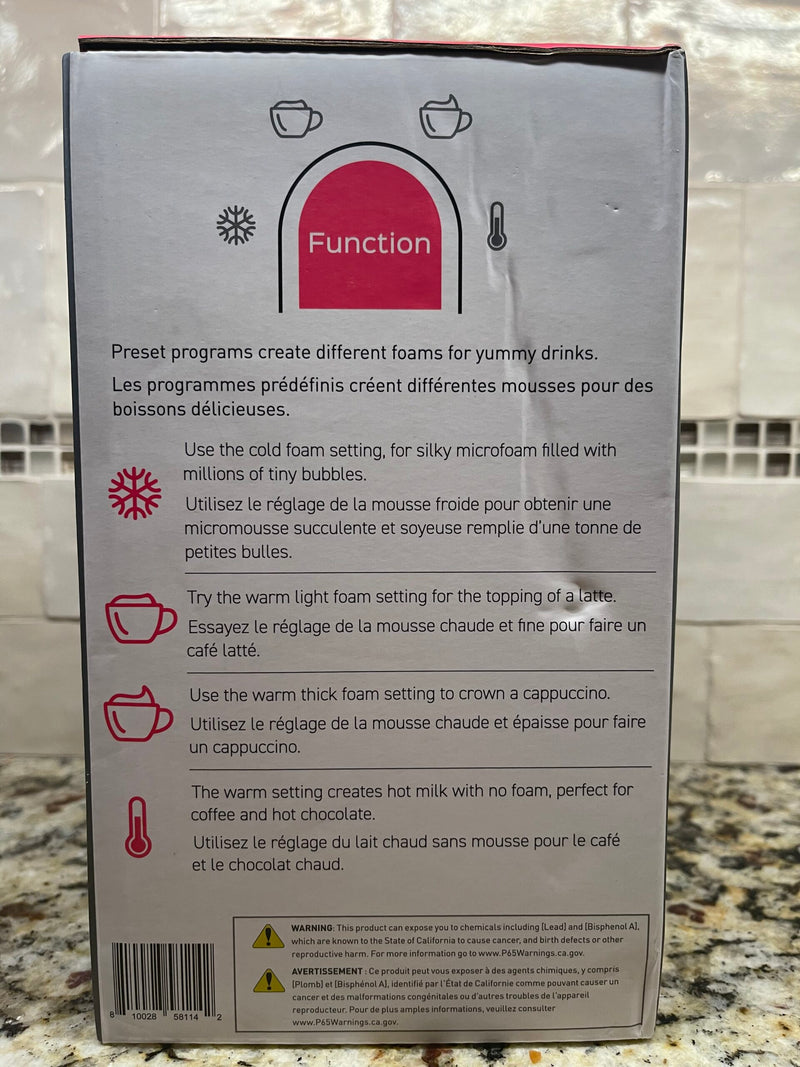 Function
Preset programs create different foams for yummy drinks.
Les programmes prédéfinis créent différentes mousses pour des
boissons délicieuses.
Use the cold foam setting, for silky microfoam filled with
millions of tiny bubbles.
Utilisez le réglage de la mousse froide pour obtenir une
micromousse succulente et soyeuse remplie d'une tonne de
petites bulles.
Try the warm light foam setting for the topping of a latte.
Essayez le réglage de la mousse chaude et fine pour faire un
café latté.
Use the warm thick foam setting to crown a cappuccino.
Utilisez le réglage de la mousse chaude et épaisse pour faire
un cappuccino.
The warm setting creates hot milk with no foam, perfect for
coffee and hot chocolate.
Utilisez le réglage du lait chaud sans mousse pour le café
et le chocolat chaud.
WARNING: This product can expose you to chemicals including [Lead] and [Bisphenol A],
which are known to the State of California to cause cancer, and birth defects or other
reproductive harm. For more information go to www.P65Warnings.ca.gov.
AVERTISSEMENT : Ce produit peut vous exposer à des agents chimiques, y compris
[Plomb] et [Bisphénol A], identifié par l'État de Californie comme pouvant causer un
cancer et des malformations congénitales ou d'autres troubles de l'appareil
reproducteur. Pour de plus amples informations, veuillez consulter
www.P65Warnings.ca.gov.
8 10028 58114 2